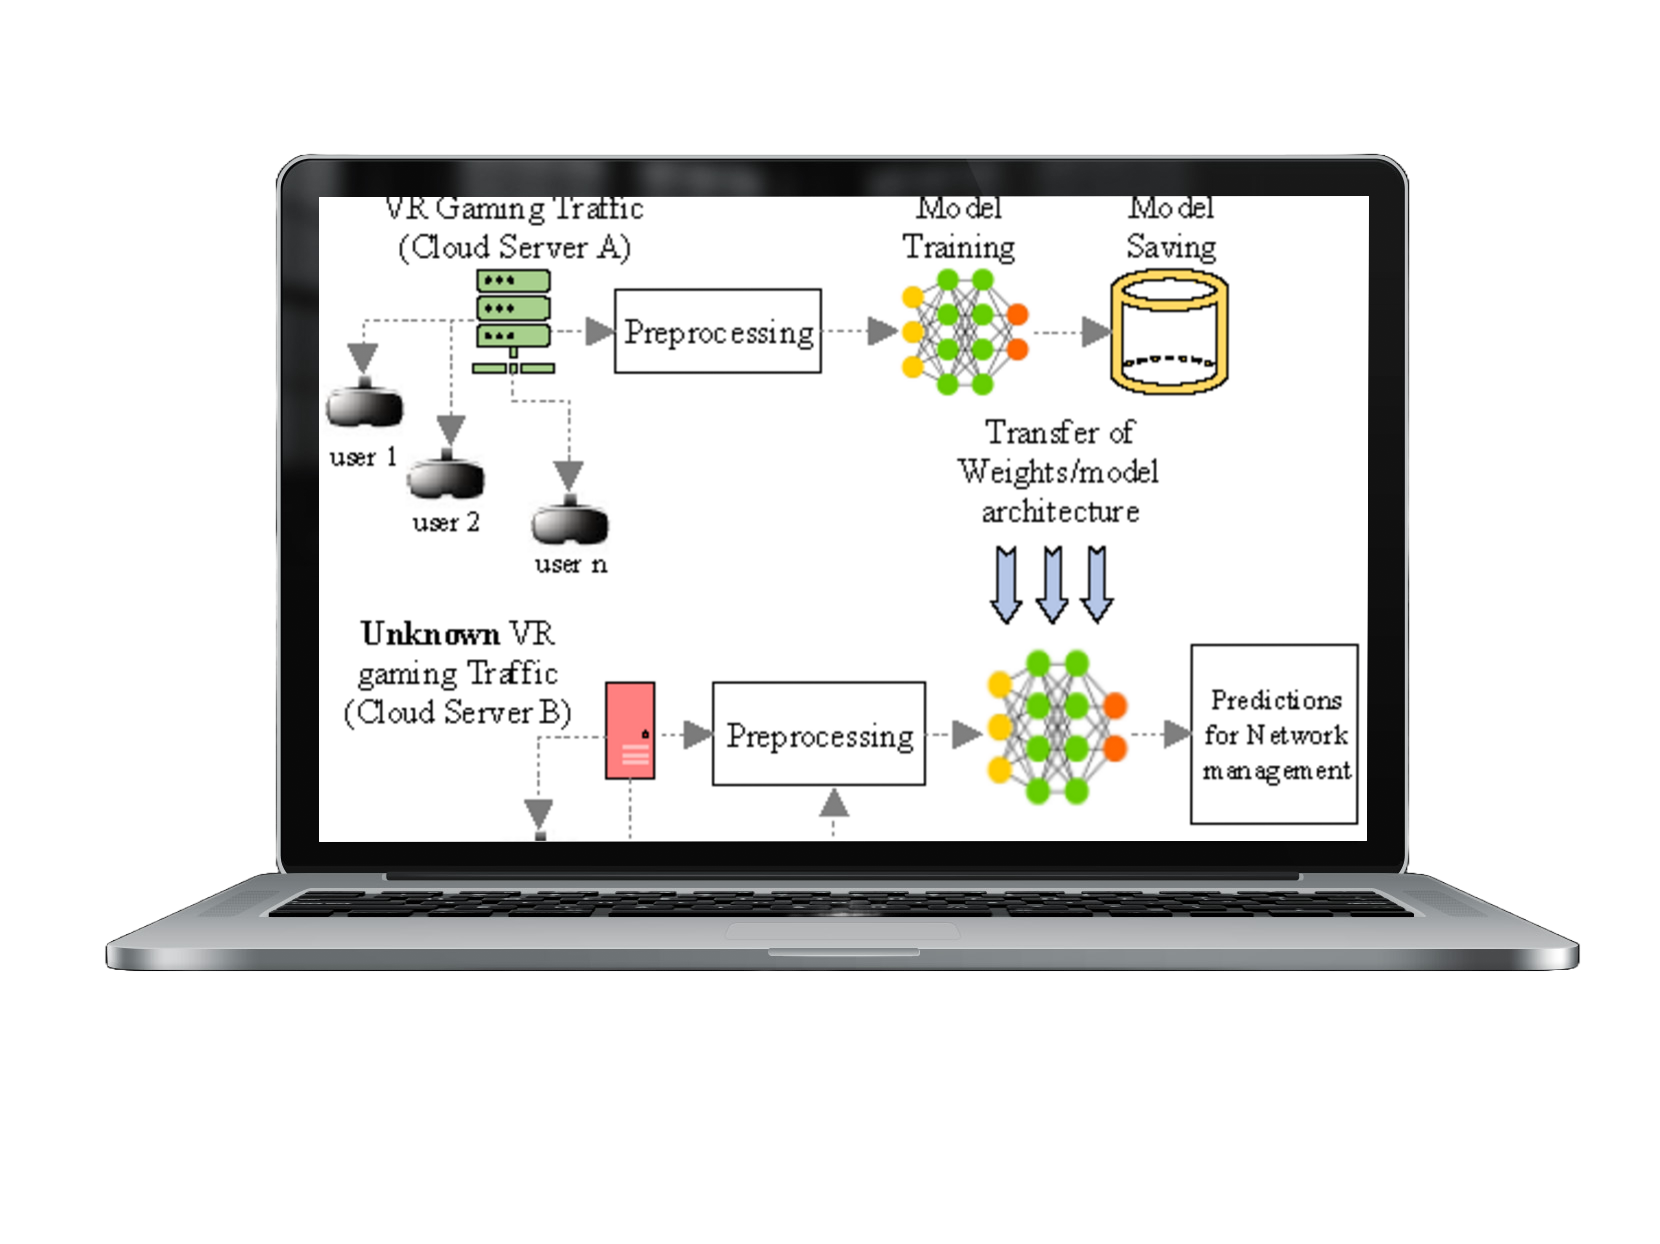 VR Gaming Traffic
(Cloud Server A)
Model
Training
Model
Saving
Preprocessing
user 1
user 2
user n
Transfer of
Weights/model
architecture
Unknown VR
gaming Traffic
(Cloud Server B)
Preprocessing
Predictions
for Network
management